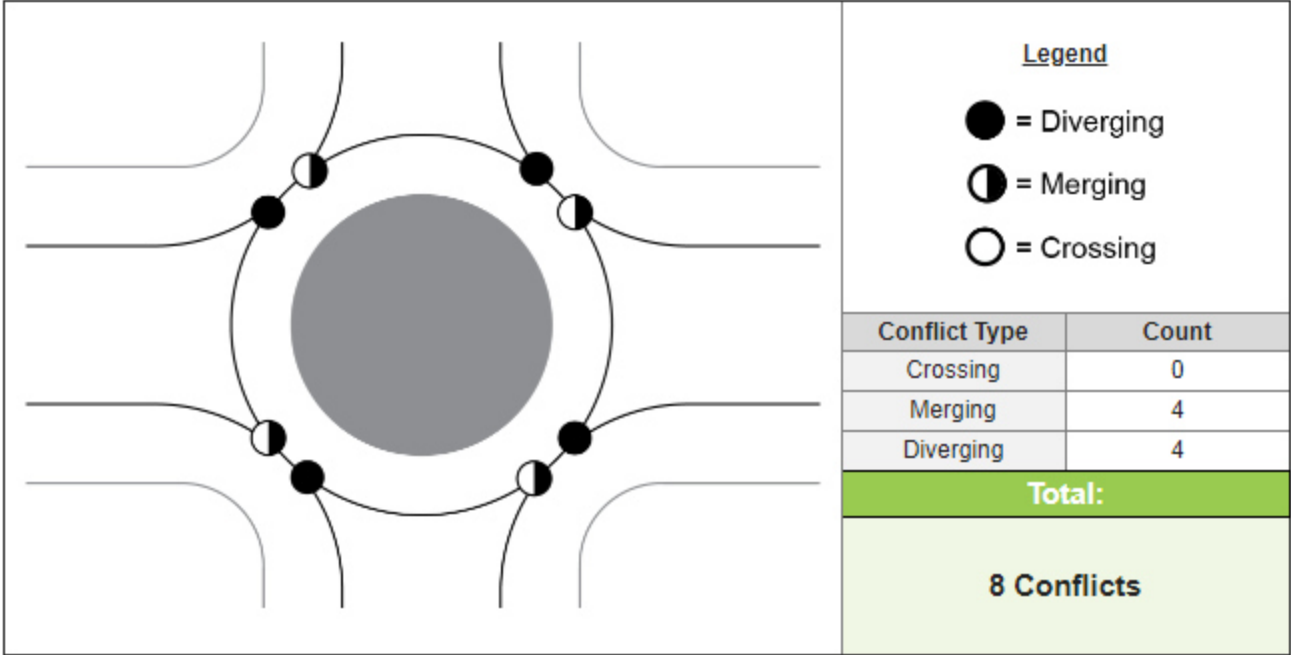 Legend
= Diverging
= Merging
= Crossing
Conflict Type Count
Crossing 0
Merging 4
Diverging 4
Total:
8 Conflicts